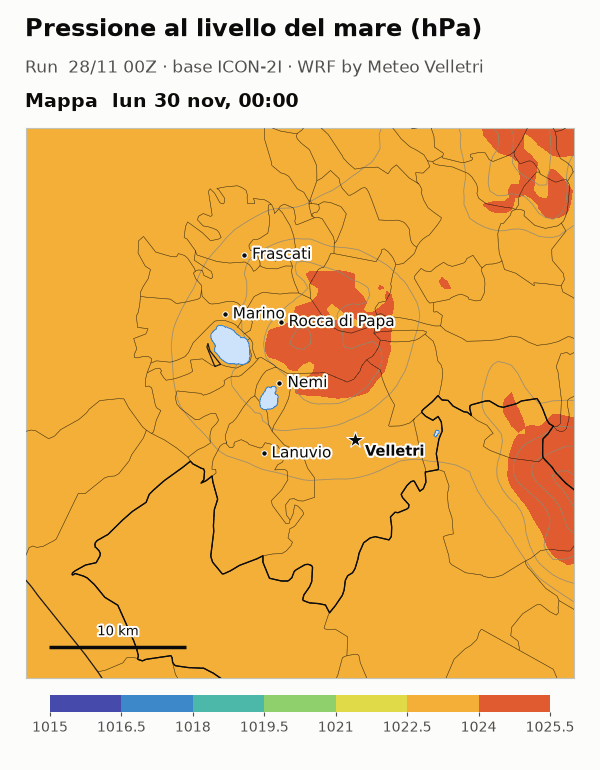 Pressione al livello del mare (hPa)
Run 28/11 00Z · base ICON-2I · WRF by Meteo Velletri
Mappa lun 30 nov, 00:00
Frascati
Marino
Rocca di Papa
Nemi
Velletri
Lanuvio
10 km
1015 1016.5 1018 1019.5 1021 1022.5 1024 1025.5